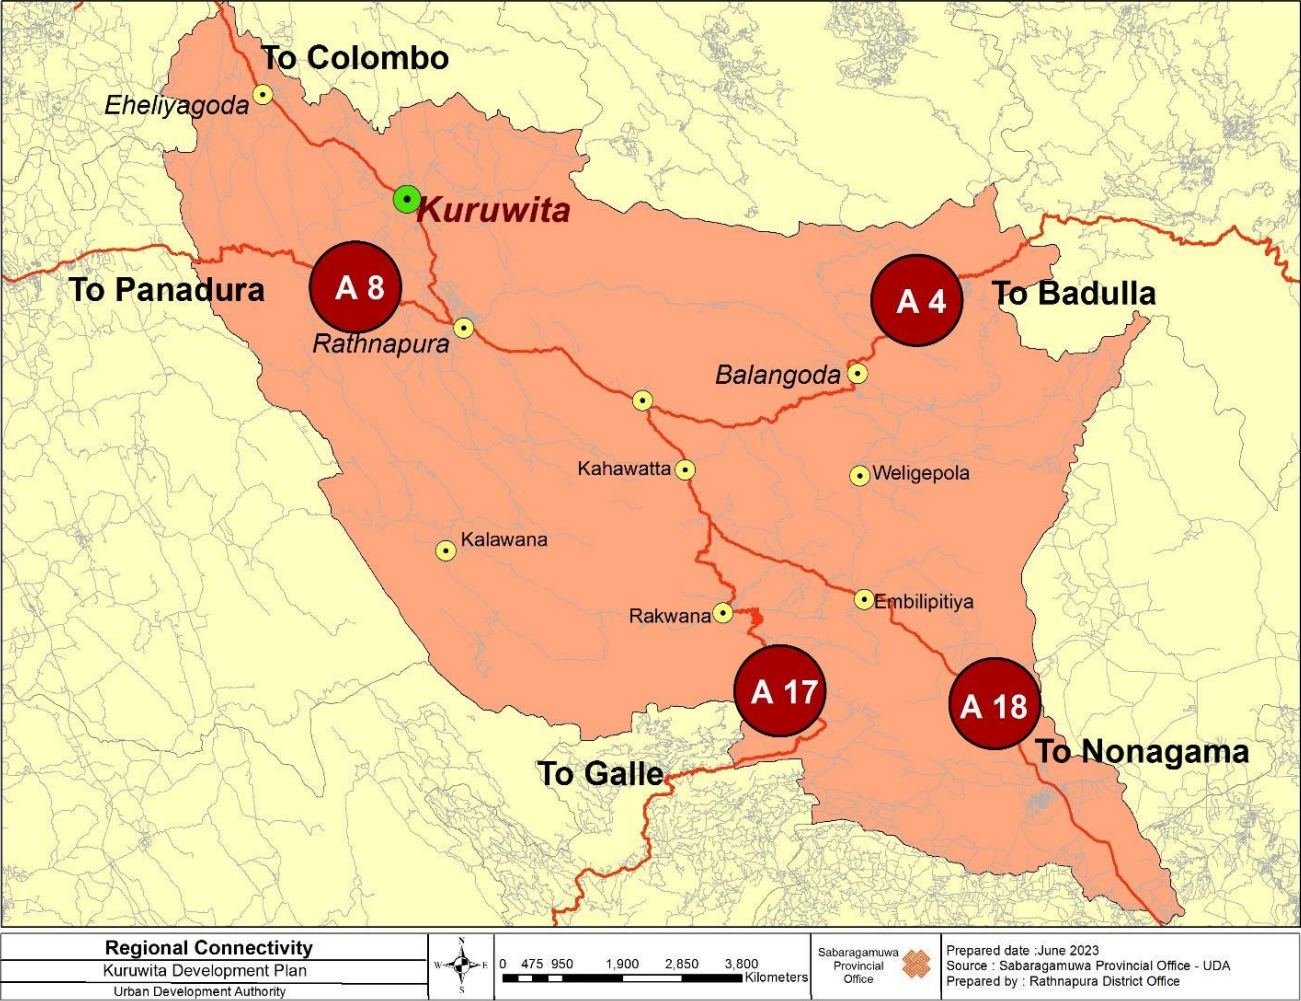 To Colombo
Eheliyagoda
Kuruwita
To Panadura
A 8
A 4
To Badulla
Rathnapura
Balangoda
Kahawatta
Weligepola
Kalawana
Rakwana
Embilipitiya
A 17
A 18
To Nonagama
To Galle
Regional Connectivity
Kuruwita Development Plan
Urban Development Authority
N
W
E
S
0 475 950 1,900 2,850 3,800
Kilometers
Sabaragamuwa
Provincial
Office
Prepared date :June 2023
Source : Sabaragamuwa Provincial Office - UDA
Prepared by : Rathnapura District Office